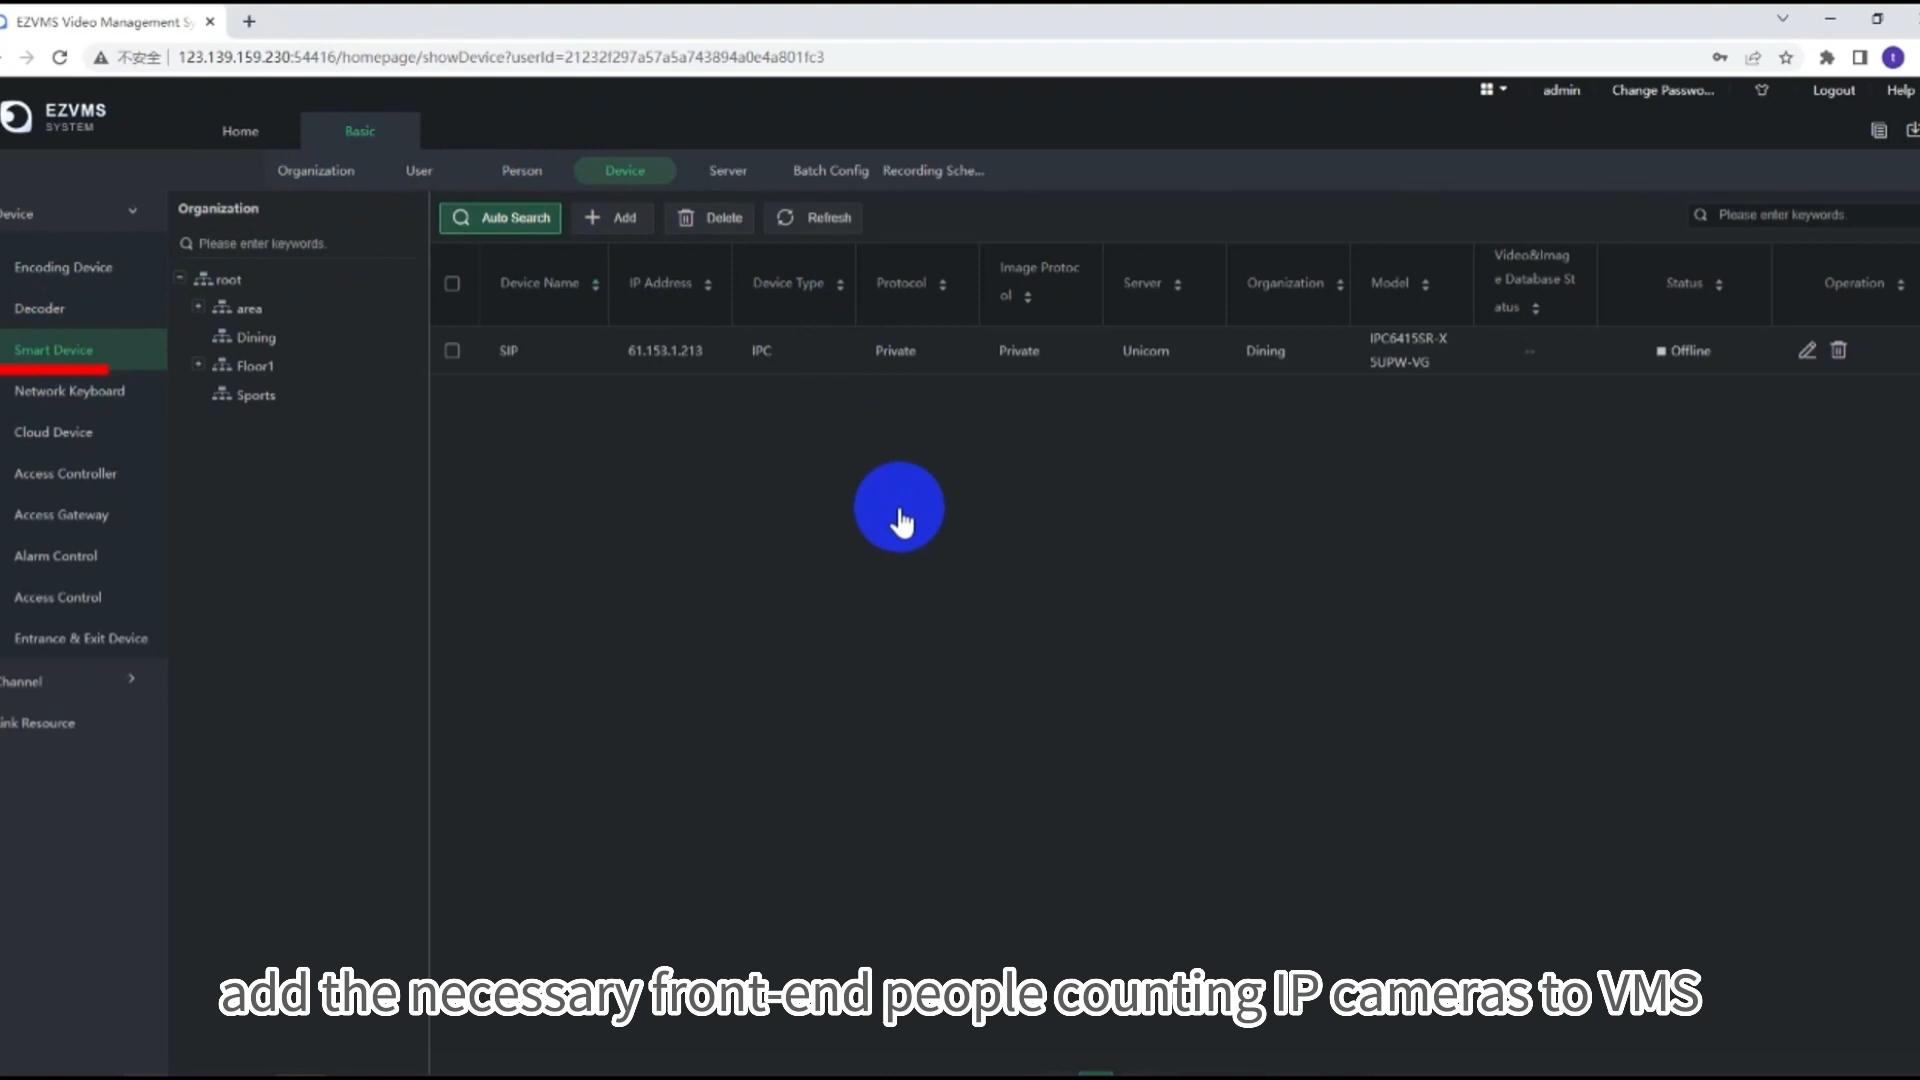 EZVMS Video Management Sy
不安全
123.139.159.230:54416/homepage/showDevice?userId=21232f297a57a5a743894a0e4a801fc3
t
EZVMS
SYSTEM
admin
Change Passwo...
Logout
Help
Home
Basic
Organization
User
Person
Device
Server
Batch Config
Recording Sche...
evice
Encoding Device
Decoder
Smart Device
Network Keyboard
Cloud Device
Access Controller
Access Gateway
Alarm Control
Access Control
Entrance & Exit Device
Channel
ink Resource
Organization
Please enter keywords.
root
area
Dining
Floor1
Sports
Auto Search
Add
Delete
Refresh
Please enter keywords.
Device Name
IP Address
Device Type
Protocol
Image Protoc
ol
Server
Organization
Model
Video&Imag
e Database St
atus
Status
Operation
SIP
61.153.1.213
IPC
Private
Private
Unicom
Dining
IPC6415SR-X
5UPW-VG
--
Offline
add the necessary front-end people counting IP cameras to VMS